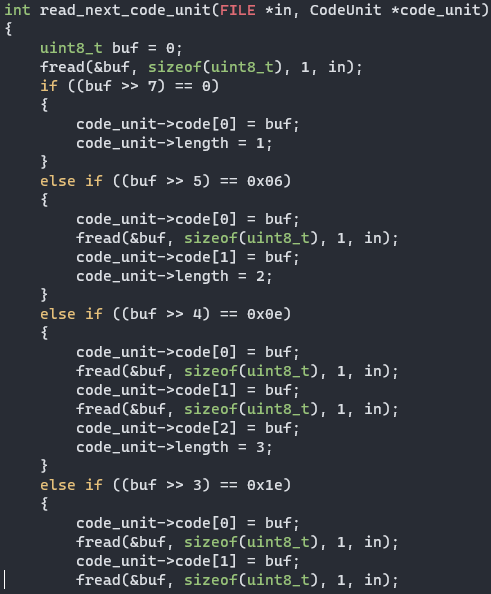 int read_next_code_unit(FILE *in, CodeUnit *code_unit)
{
    uint8_t buf = 0;
    fread(&buf, sizeof(uint8_t), 1, in);
    if ((buf >> 7) == 0)
    {
        code_unit->code[0] = buf;
        code_unit->length = 1;
    }
    else if ((buf >> 5) == 0x06)
    {
        code_unit->code[0] = buf;
        fread(&buf, sizeof(uint8_t), 1, in);
        code_unit->code[1] = buf;
        code_unit->length = 2;
    }
    else if ((buf >> 4) == 0x0e)
    {
        code_unit->code[0] = buf;
        fread(&buf, sizeof(uint8_t), 1, in);
        code_unit->code[1] = buf;
        fread(&buf, sizeof(uint8_t), 1, in);
        code_unit->code[2] = buf;
        code_unit->length = 3;
    }
    else if ((buf >> 3) == 0x1e)
    {
        code_unit->code[0] = buf;
        fread(&buf, sizeof(uint8_t), 1, in);
        code_unit->code[1] = buf;
        fread(&buf, sizeof(uint8_t), 1, in);